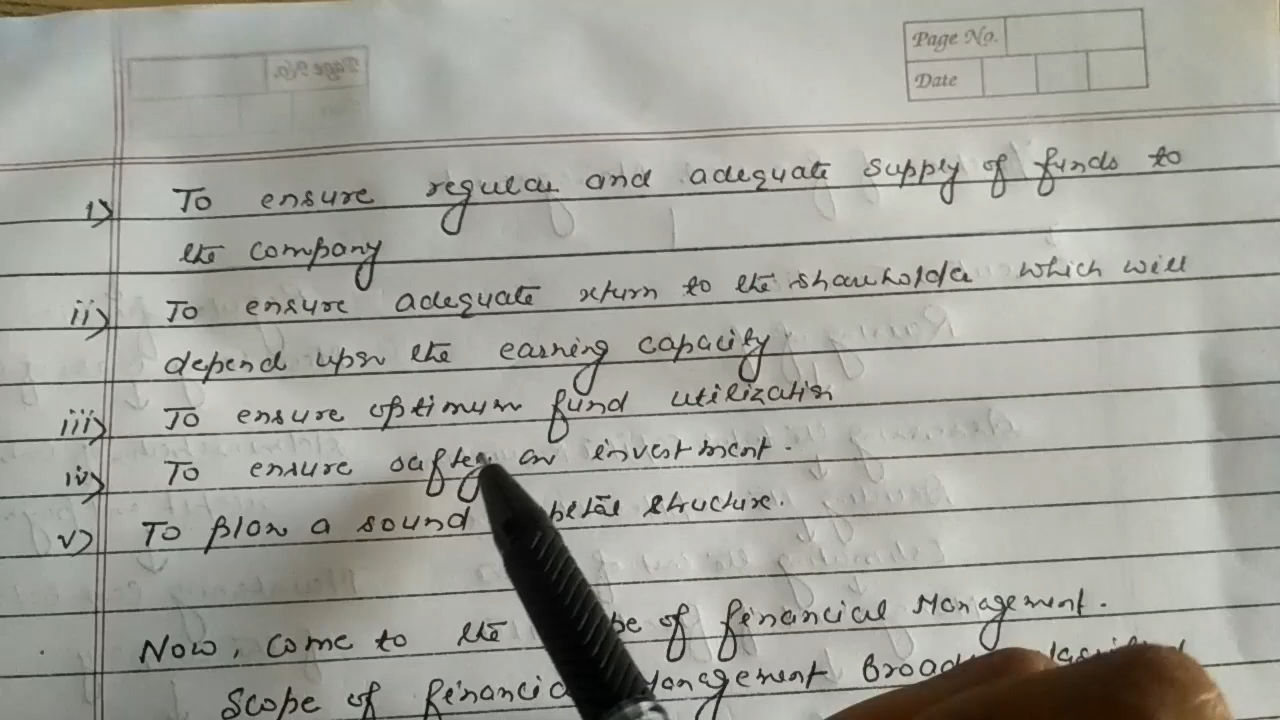 Page No.
Date
i) To ensure regular and adequate supply of funds to
the company
ii) To ensure adequate return to the shareholder which will
depend upon the earning capacity
iii) To ensure optimum fund utilization
iv) To ensure saftey on investment.
v) To plan a sound structure.
Now, come to the of financial Management.
Scope of Management